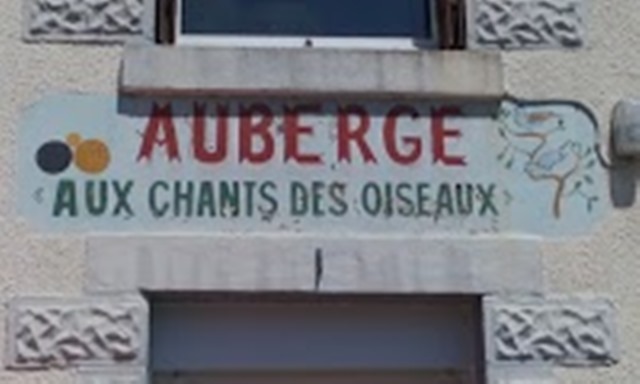 AUBERGE
AUX CHANTS DES OISEAUX